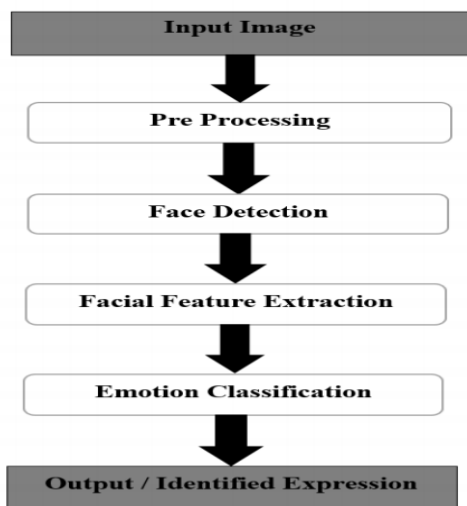 Input Image
Pre Processing
Face Detection
Facial Feature Extraction
Emotion Classification
Output / Identified Expression